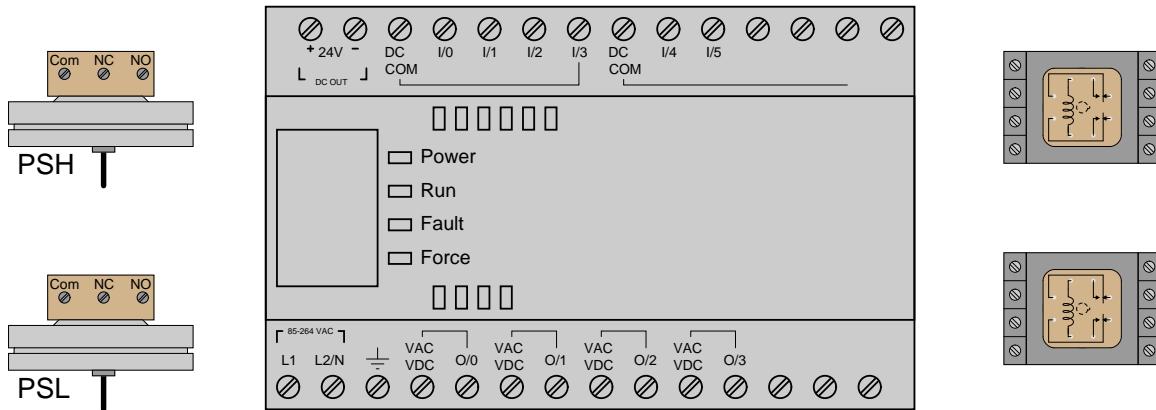 Com NC NO
PSH
Com NC NO
PSL
+ 24V -
DC OUT
DC
COM
I/0 I/1 I/2 I/3
DC
COM
I/4 I/5
Power
Run
Fault
Force
85-264 VAC
L1 L2/N
VAC
VDC
O/0
VAC
VDC
O/1
VAC
VDC
O/2
VAC
VDC
O/3